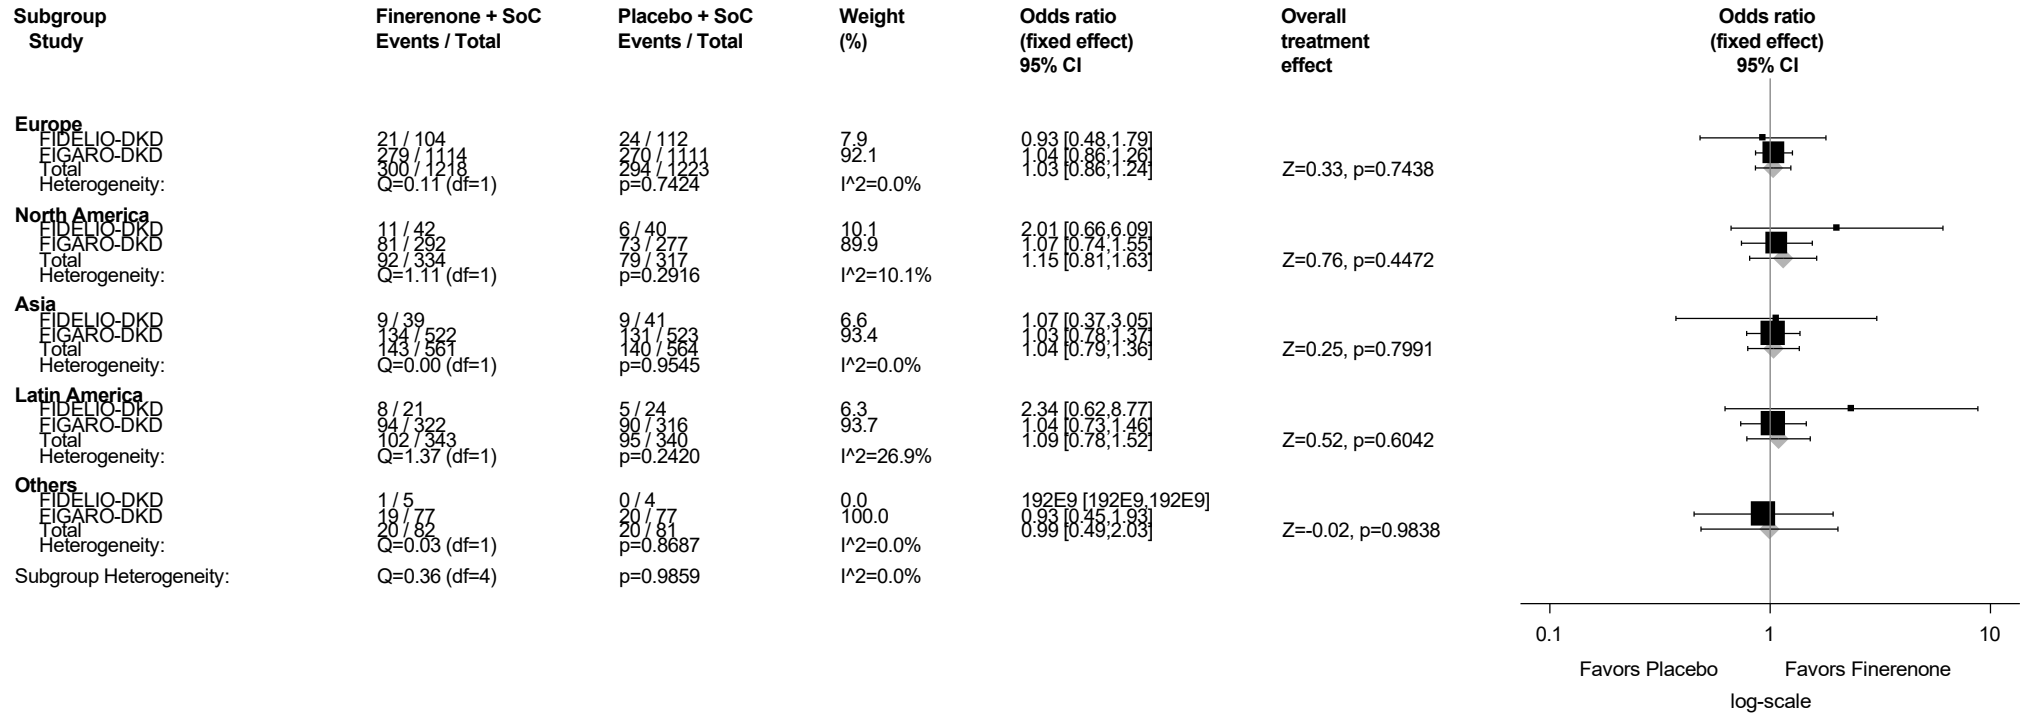 Subgroup Finerenone + SoC Placebo + SoC Weight Odds ratio Overall Odds ratio
Study Events / Total Events / Total (%) (fixed effect) treatment (fixed effect)
95% CI effect 95% CI
Europe
FIDELIO-DKD 21 / 104 24 / 112 7.9 0.93 [0.48,1.79]
FIGARO-DKD 279 / 1114 270 / 1111 92.1 1.04 [0.86,1.26]
Total 300 / 1218 294 / 1223 1.03 [0.86,1.24] Z=0.33, p=0.7438
Heterogeneity: Q=0.11 (df=1) p=0.7424 I^2=0.0%
North America
FIDELIO-DKD 11 / 42 6 / 40 10.1 2.01 [0.66,6.09]
FIGARO-DKD 81 / 292 73 / 277 89.9 1.07 [0.74,1.55]
Total 92 / 334 79 / 317 1.15 [0.81,1.63] Z=0.76, p=0.4472
Heterogeneity: Q=1.11 (df=1) p=0.2916 I^2=10.1%
Asia
FIDELIO-DKD 9 / 39 9 / 41 6.6 1.07 [0.37,3.05]
FIGARO-DKD 134 / 522 131 / 523 93.4 1.03 [0.78,1.37]
Total 143 / 561 140 / 564 1.04 [0.79,1.36] Z=0.25, p=0.7991
Heterogeneity: Q=0.00 (df=1) p=0.9545 I^2=0.0%
Latin America
FIDELIO-DKD 8 / 21 5 / 24 6.3 2.34 [0.62,8.77]
FIGARO-DKD 94 / 322 90 / 316 93.7 1.04 [0.73,1.46]
Total 102 / 343 95 / 340 1.09 [0.78,1.52] Z=0.52, p=0.6042
Heterogeneity: Q=1.37 (df=1) p=0.2420 I^2=26.9%
Others
FIDELIO-DKD 1 / 5 0 / 4 0.0 192E9 [192E9,192E9]
FIGARO-DKD 19 / 77 20 / 77 100.0 0.93 [0.45,1.93]
Total 20 / 82 20 / 81 0.99 [0.49,2.03] Z=-0.02, p=0.9838
Heterogeneity: Q=0.03 (df=1) p=0.8687 I^2=0.0%
Subgroup Heterogeneity: Q=0.36 (df=4) p=0.9859 I^2=0.0%
0.1 1 10
Favors Placebo Favors Finerenone
log-scale